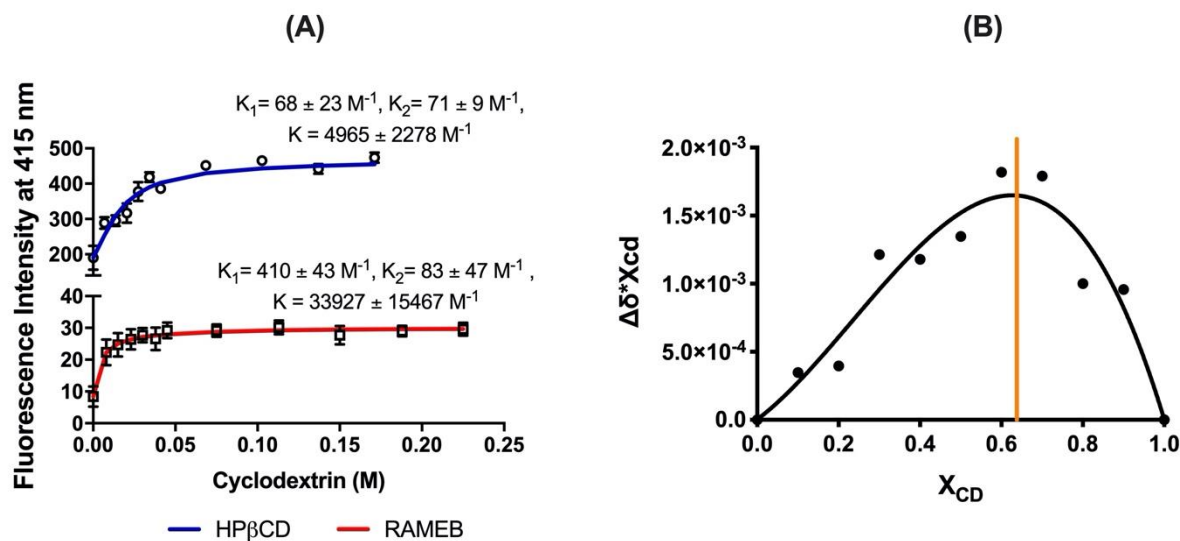 (A)
Fluorescence Intensity at 415 nm
K₁= 68 ± 23 M⁻¹, K₂= 71 ± 9 M⁻¹,
K = 4965 ± 2278 M⁻¹
500
400
300
200
K₁= 410 ± 43 M⁻¹, K₂= 83 ± 47 M⁻¹ ,
K = 33927 ± 15467 M⁻¹
40
30
20
10
0
0.00 0.05 0.10 0.15 0.20 0.25
Cyclodextrin (M)
HPβCD RAMEB
(B)
Δδ*Xcd
2.0×10⁻³
1.5×10⁻³
1.0×10⁻³
5.0×10⁻⁴
0.0
0.0 0.2 0.4 0.6 0.8 1.0
X_CD